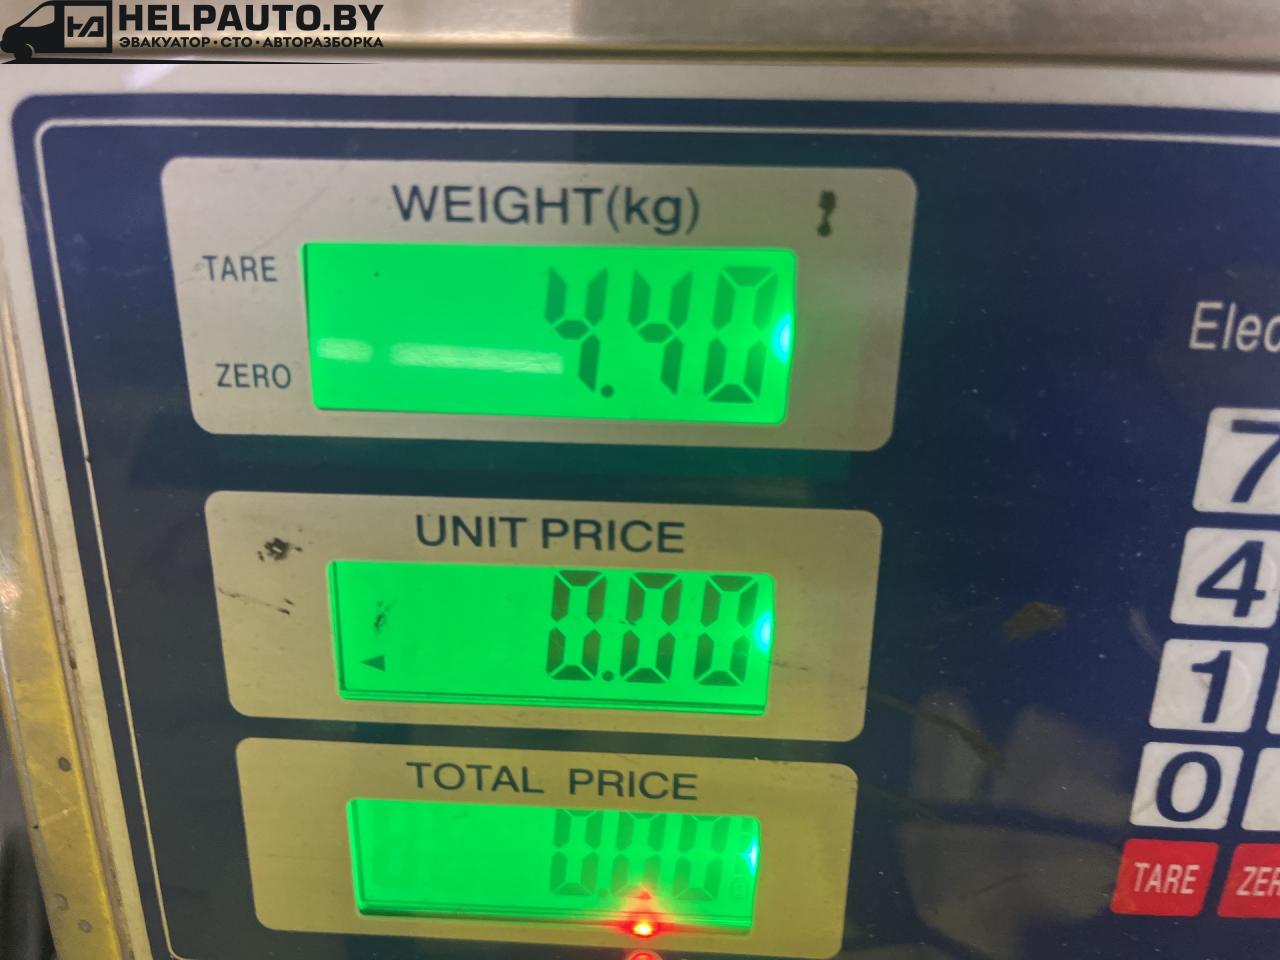 HELPAUTO.BY
ЭВАКУАТОР·СТО·АВТОРАЗБОРКА
WEIGHT(kg)
TARE
4.40
ZERO
Elec
7
UNIT PRICE
4
0.00
1
TOTAL PRICE
0
0.00
TARE
ZER